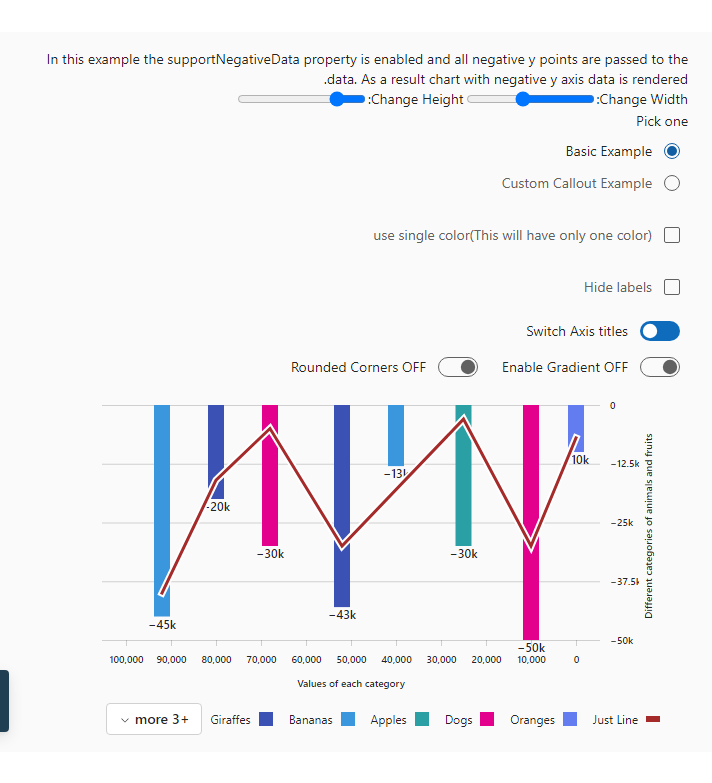 In this example the supportNegativeData property is enabled and all negative y points are passed to the
.data. As a result chart with negative y axis data is rendered
:Change Height :Change Width
Pick one
Basic Example
Custom Callout Example
use single color(This will have only one color)
Hide labels
Switch Axis titles
Rounded Corners OFF Enable Gradient OFF
0
−12.5k
−25k
−37.5k
−50k
Different categories of animals and fruits
−45k
−20k
−30k
−43k
−13k
−30k
−50k
10k
100,000 90,000 80,000 70,000 60,000 50,000 40,000 30,000 20,000 10,000 0
Values of each category
more 3+ Giraffes Bananas Apples Dogs Oranges Just Line